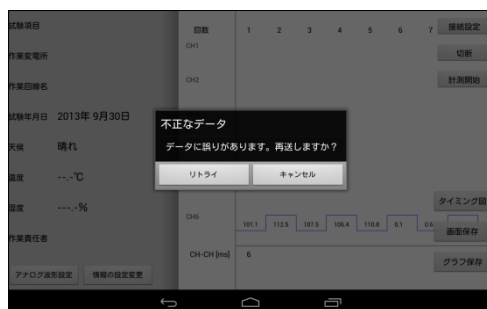 試験項目
作業変電所
作業回線名
試験年月日 2013年 9月30日
天候 晴れ
温度 --.-℃
湿度 ---.-%
作業責任者
アナログ波形設定 情報の設定変更
回数 1 2 3 4 5 6 7
CH1
CH2
CH6
101.1 112.5 107.5 106.4 110.8 0.1 0.6
CH-CH [ms] 6
接続設定
切断
計測開始
タイミング図
画面保存
グラフ保存
不正なデータ
データに誤りがあります。再送しますか？
リトライ キャンセル